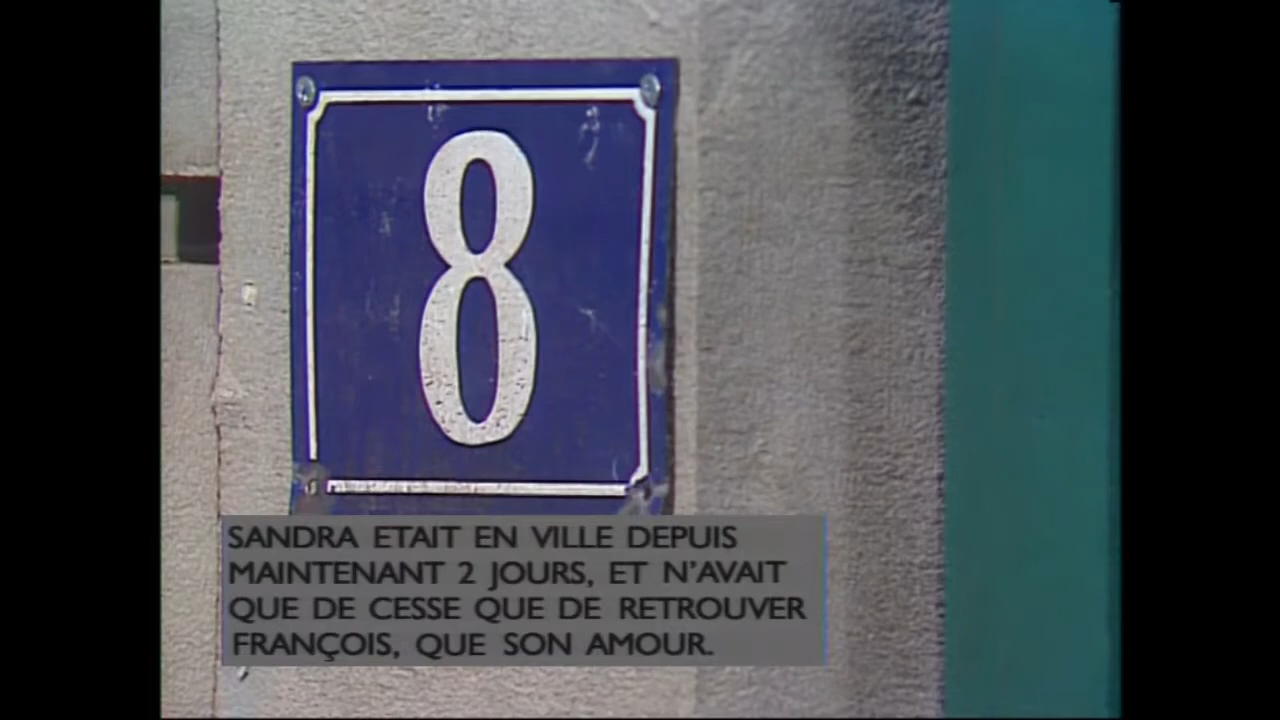 8
SANDRA ETAIT EN VILLE DEPUIS
MAINTENANT 2 JOURS, ET N'AVAIT
QUE DE CESSE QUE DE RETROUVER
FRANÇOIS, QUE SON AMOUR.